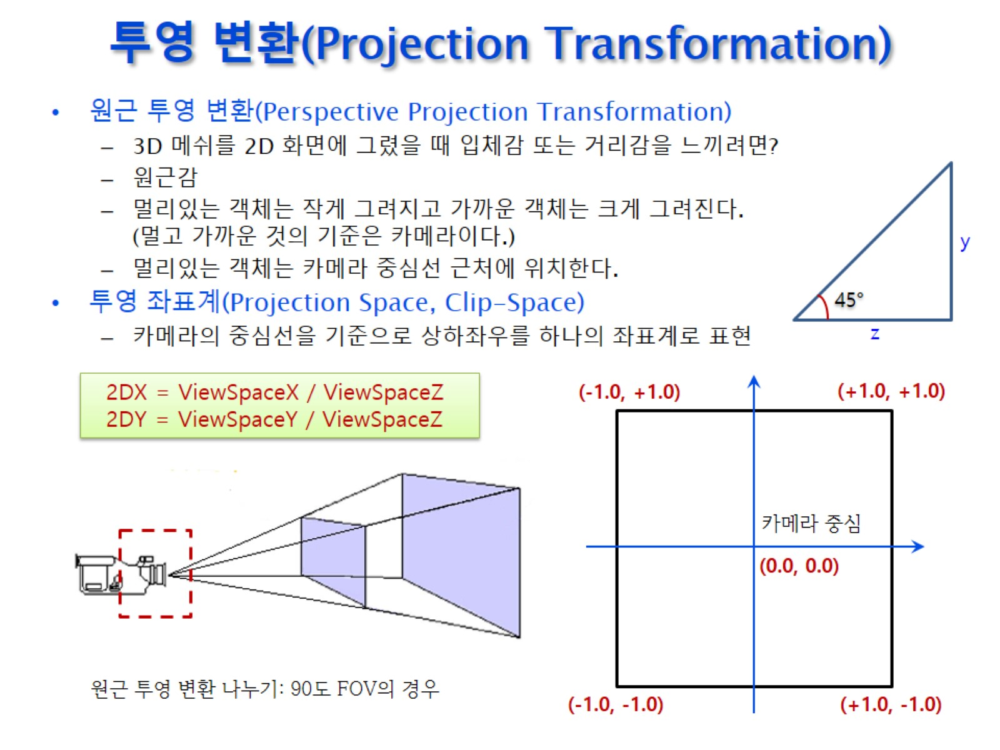 투영 변환(Projection Transformation)
• 원근 투영 변환(Perspective Projection Transformation)
– 3D 메쉬를 2D 화면에 그렸을 때 입체감 또는 거리감을 느끼려면?
– 원근감
– 멀리있는 객체는 작게 그려지고 가까운 객체는 크게 그려진다.
(멀고 가까운 것의 기준은 카메라이다.)
– 멀리있는 객체는 카메라 중심선 근처에 위치한다.
• 투영 좌표계(Projection Space, Clip-Space)
– 카메라의 중심선을 기준으로 상하좌우를 하나의 좌표계로 표현
y
45°
z
2DX = ViewSpaceX / ViewSpaceZ
2DY = ViewSpaceY / ViewSpaceZ
(-1.0, +1.0)
(+1.0, +1.0)
카메라 중심
(0.0, 0.0)
(-1.0, -1.0)
(+1.0, -1.0)
원근 투영 변환 나누기: 90도 FOV의 경우